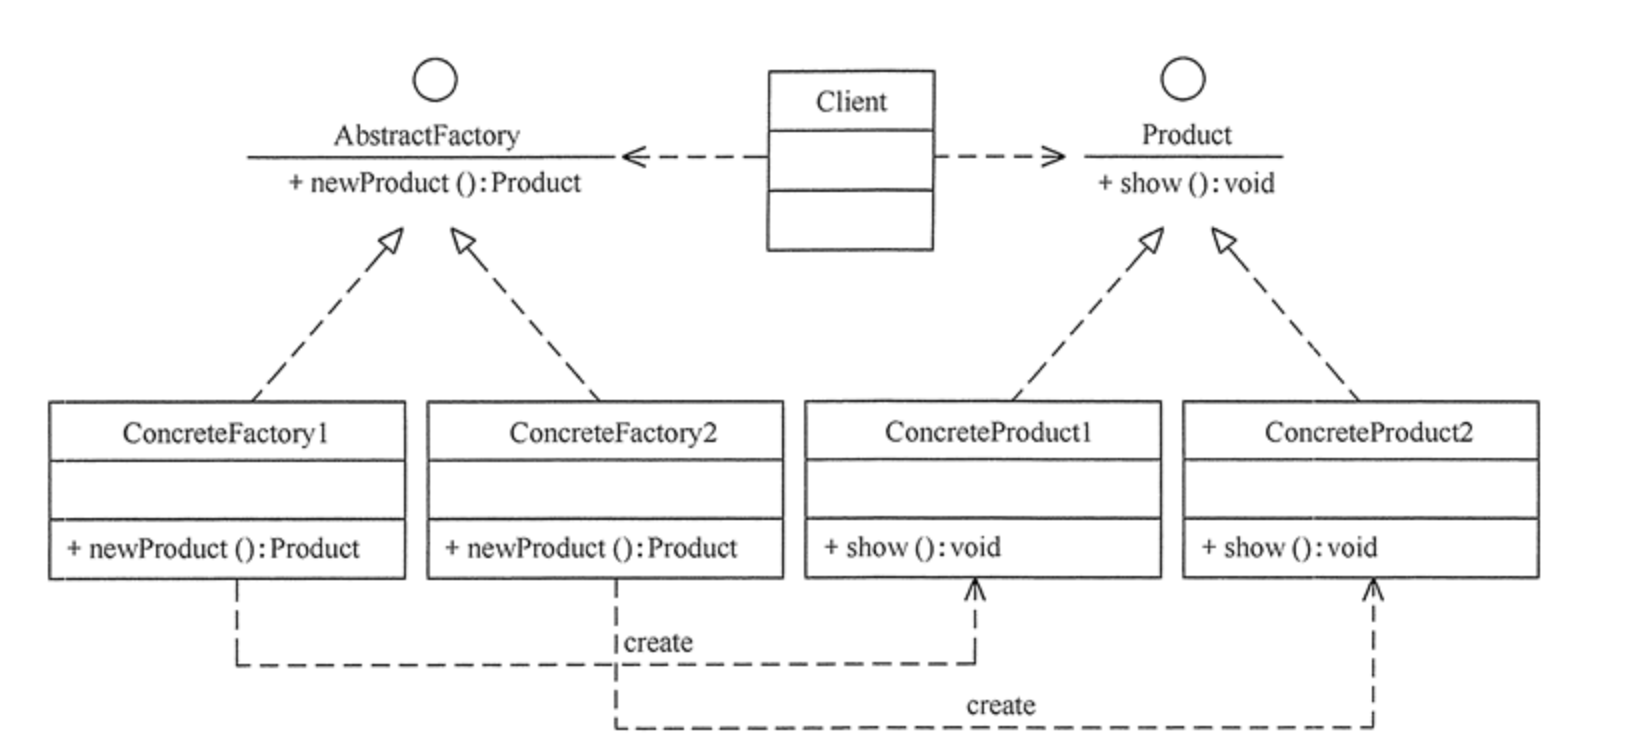 AbstractFactory
+ newProduct (): Product
Client
Product
+ show (): void
ConcreteFactory1
+ newProduct (): Product
ConcreteFactory2
+ newProduct (): Product
ConcreteProduct1
+ show (): void
ConcreteProduct2
+ show (): void
create
create